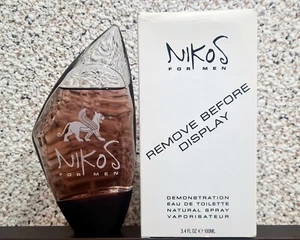 NIKOS
FOR MEN
NIKOS
FOR MEN
REMOVE BEFORE
DISPLAY
DEMONSTRATION
EAU DE TOILETTE
NATURAL SPRAY
VAPORISATEUR
3.4 FL.OZ ℮ 100ML